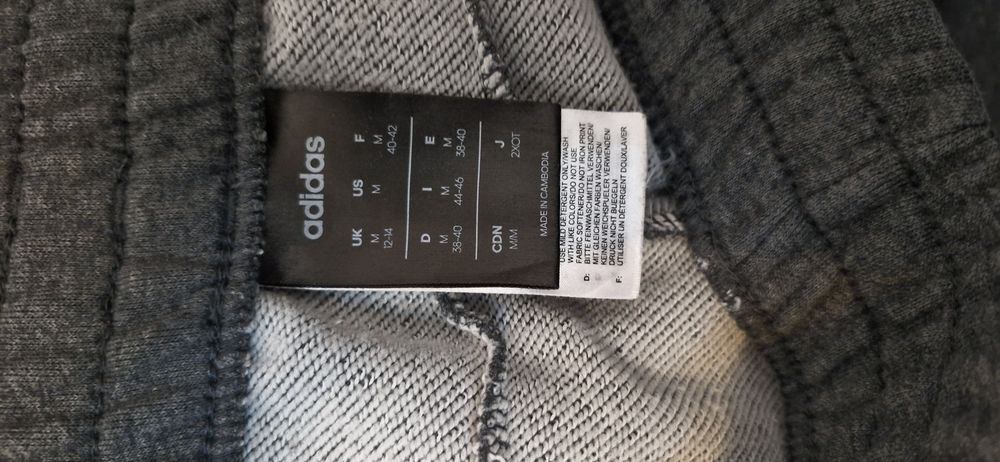 adidas
UK US F
M M M
12-14 40-42
D I E
M M M
38-40 44-46 38-40
CDN J
M/M 2XOT
MADE IN CAMBODIA
USE MILD DETERGENT ONLY/WASH
WITH LIKE COLORS/DO NOT USE
FABRIC SOFTENER/DO NOT IRON PRINT
D: BITTE FEINWASCHMITTEL VERWENDEN/
MIT GLEICHEN FARBEN WASCHEN/
KEINEN WEICHSPUELER VERWENDEN/
DRUCK NICHT BUEGELN
F: UTILISER UN DÉTERGENT DOUX/LAVER